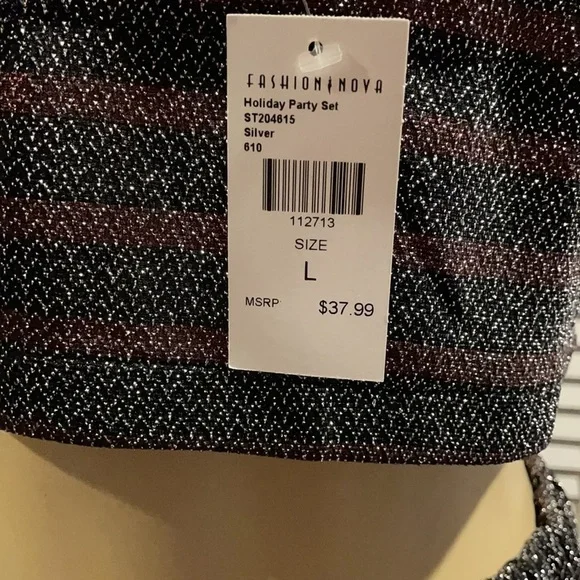 FASHION NOVA
Holiday Party Set
ST204615
Silver
610
112713
SIZE
L
MSRP $37.99